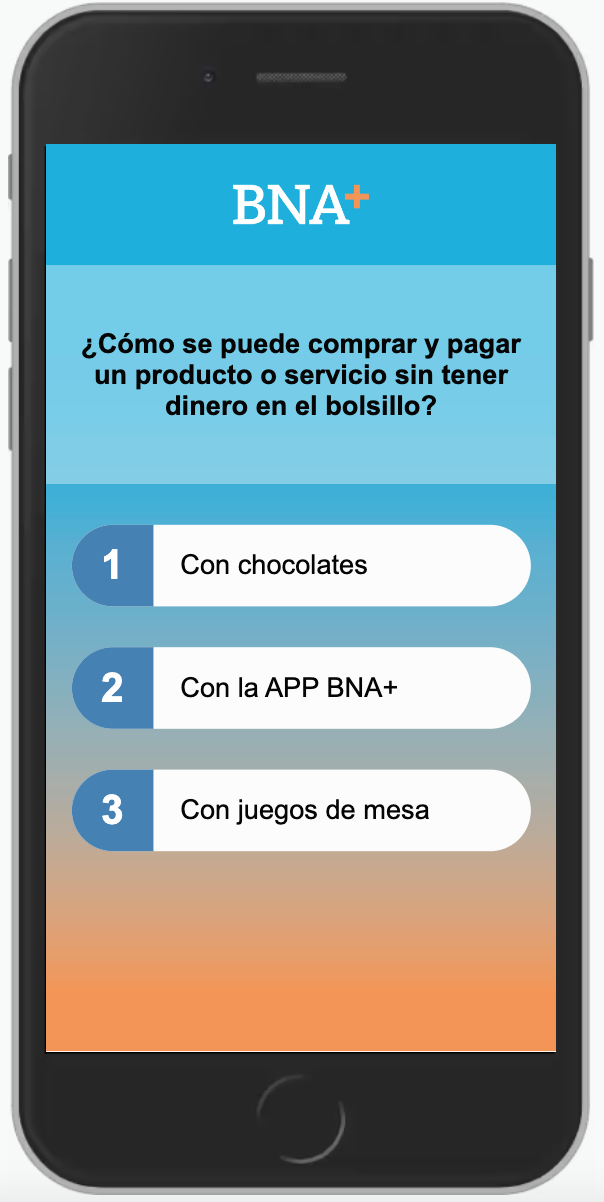 BNA+
¿Cómo se puede comprar y pagar
un producto o servicio sin tener
dinero en el bolsillo?
1 Con chocolates
2 Con la APP BNA+
3 Con juegos de mesa